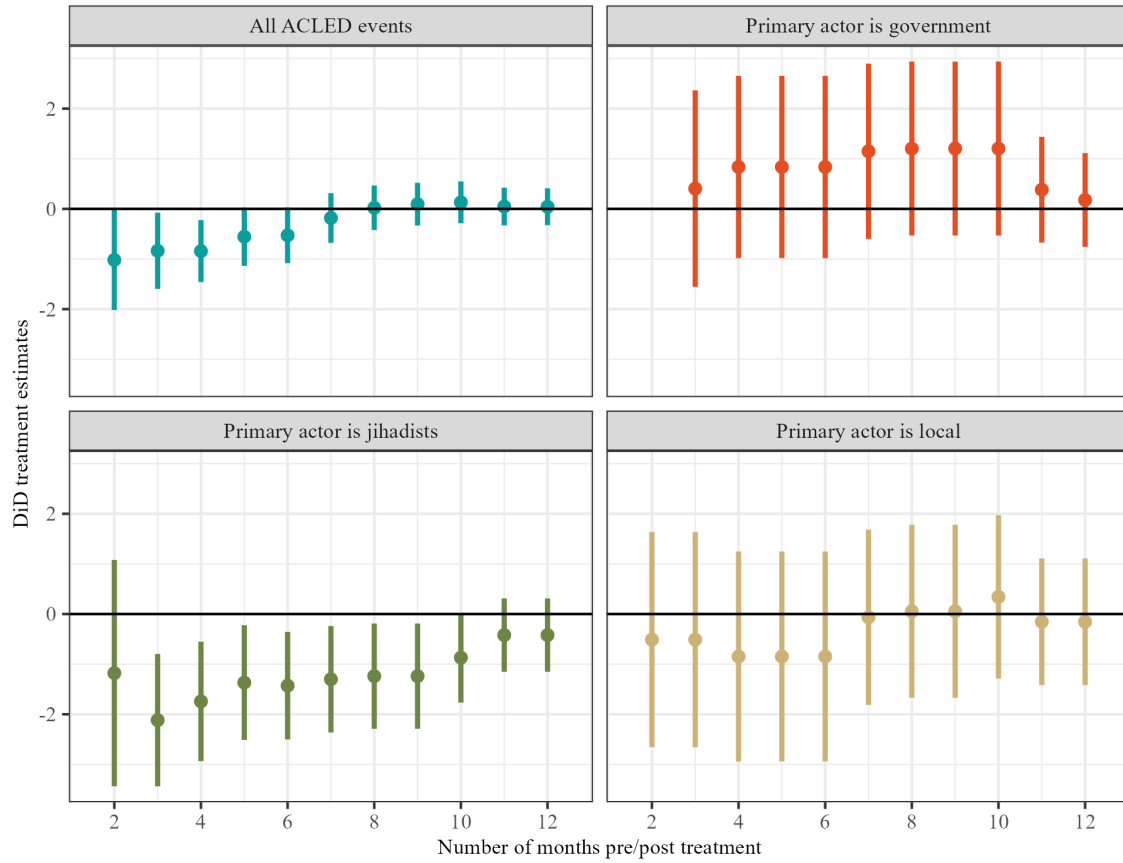 All ACLED events
Primary actor is government
2
0
-2
Primary actor is jihadists
Primary actor is local
2
0
-2
2 4 6 8 10 12
2 4 6 8 10 12
DiD treatment estimates
Number of months pre/post treatment